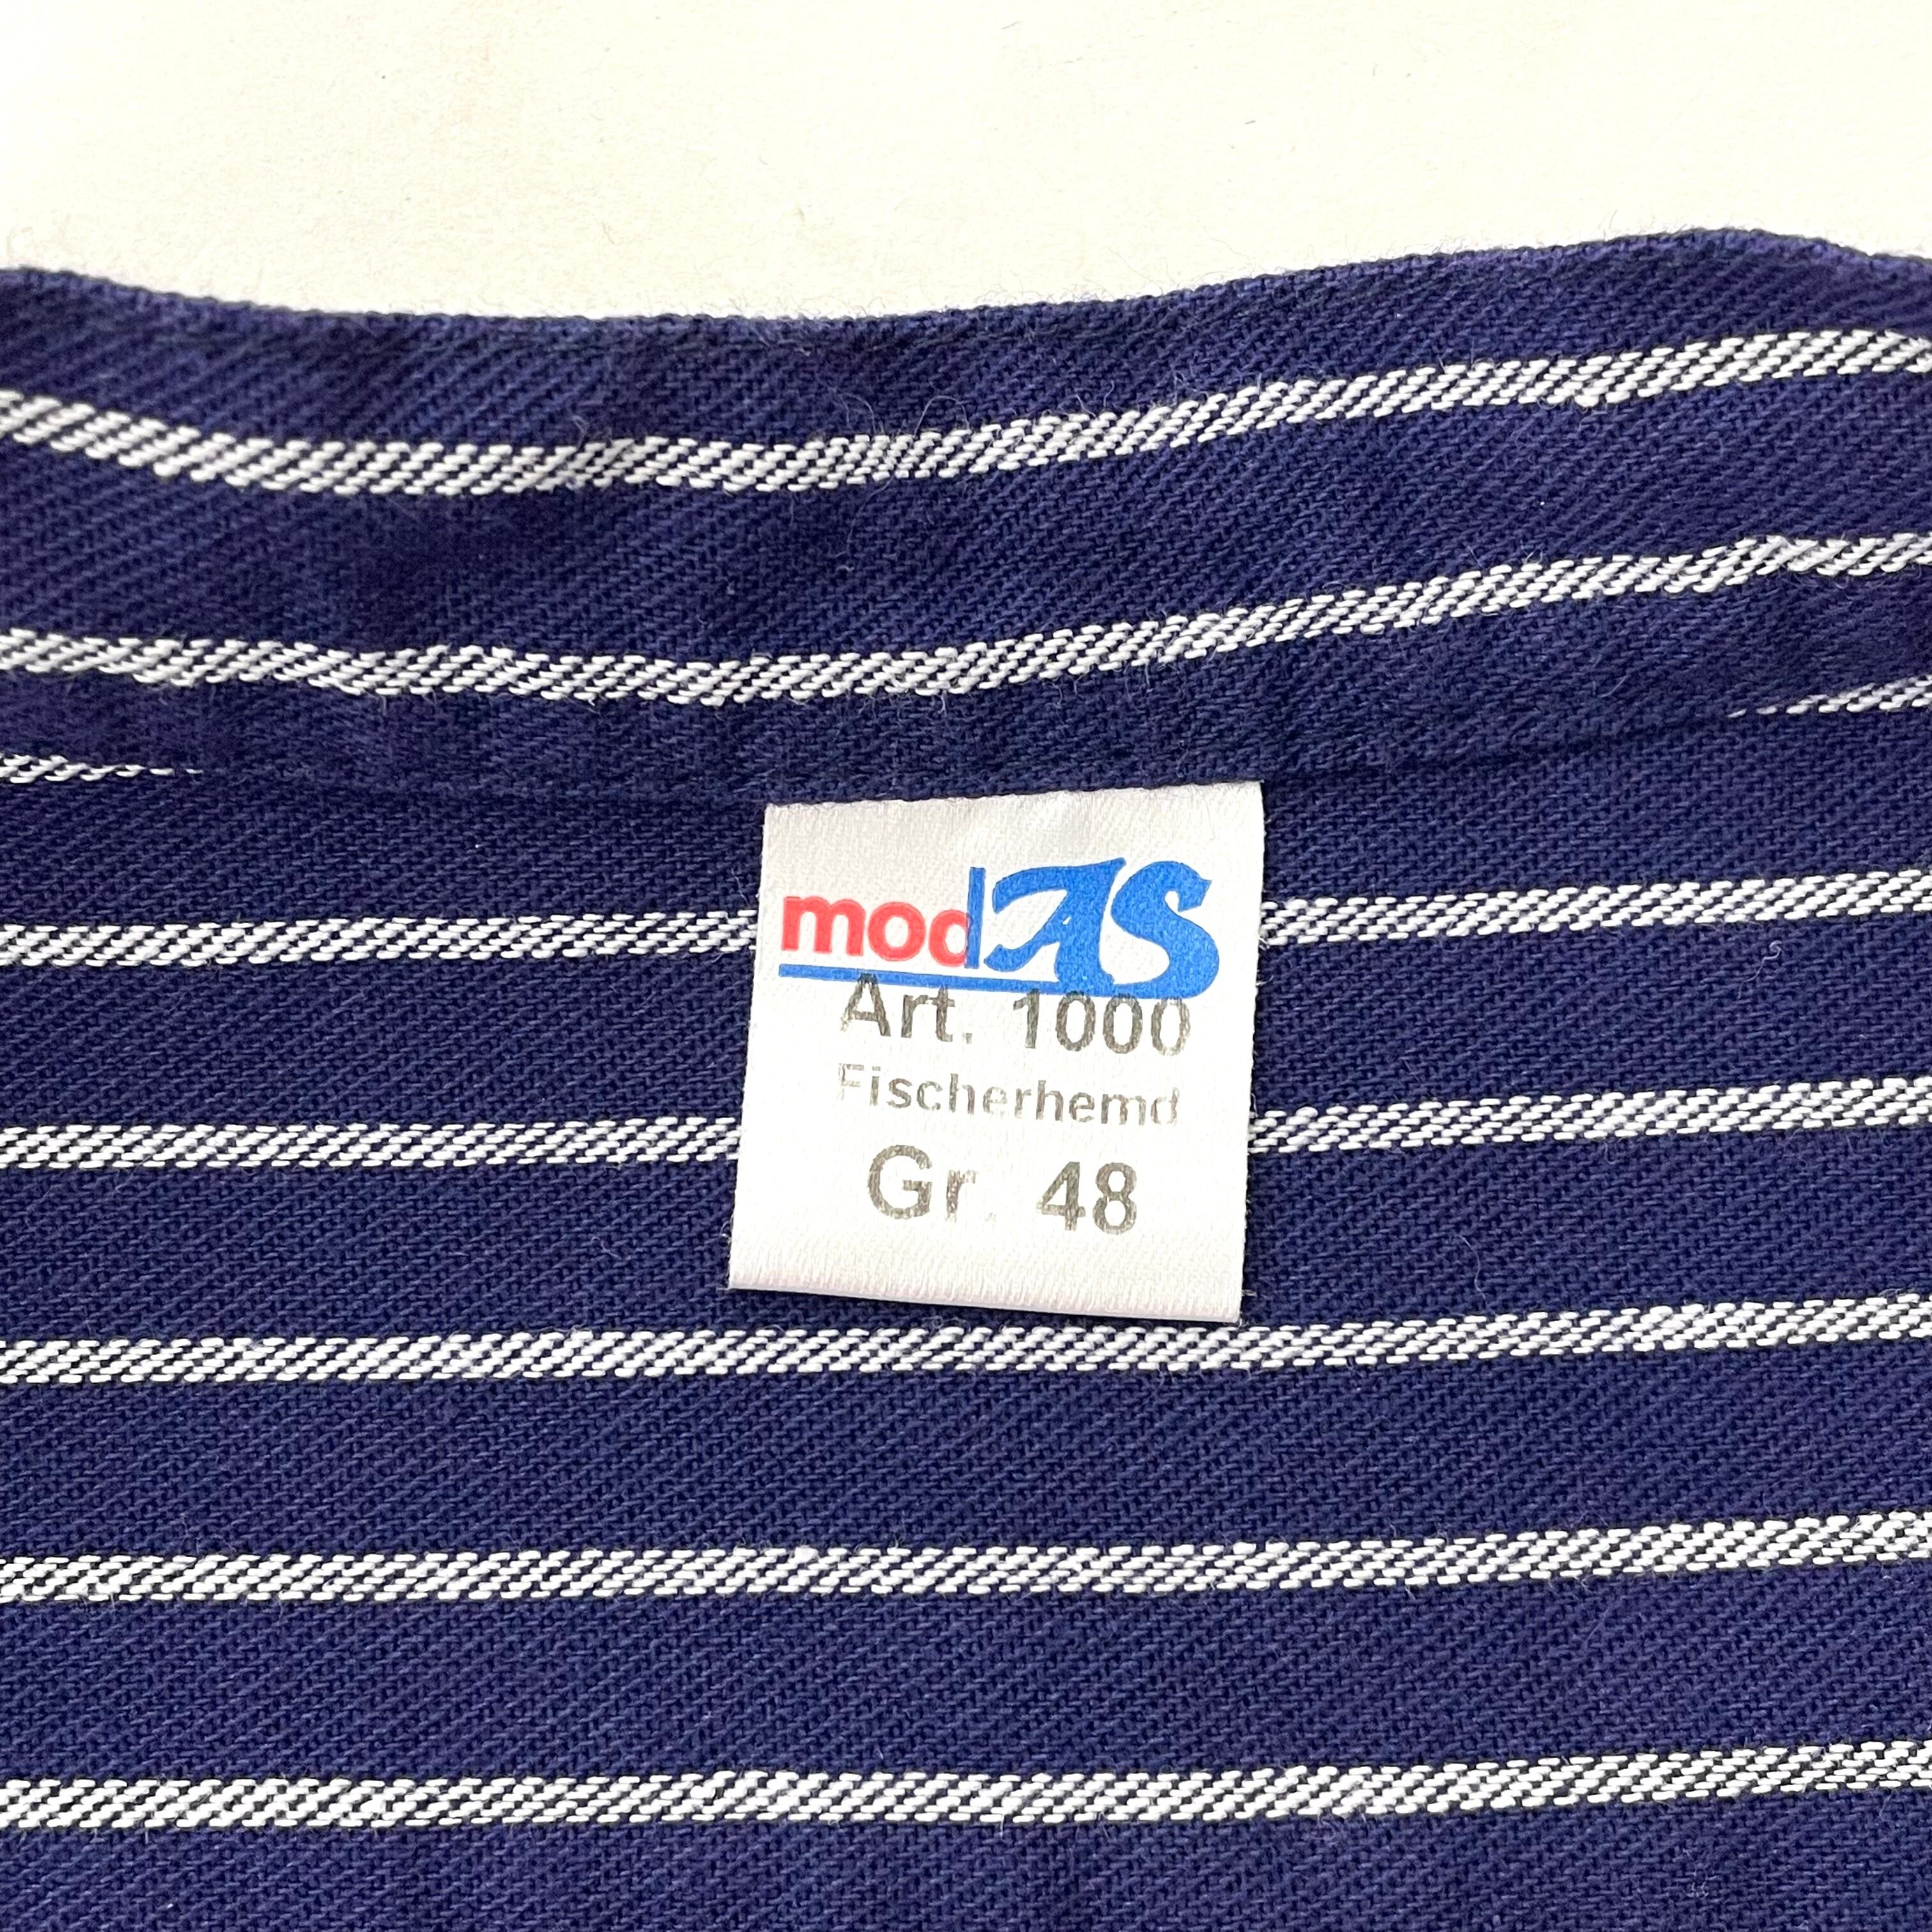 modAS
Art. 1000
Fischerhemd
Gr. 48